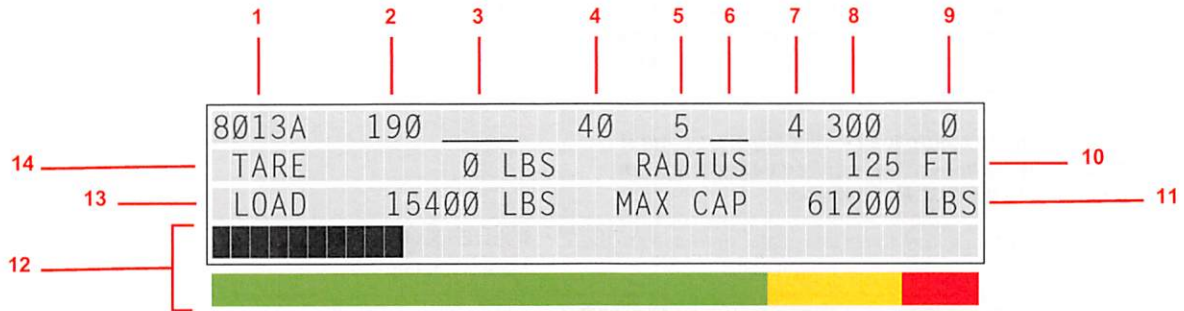 1 2 3 4 5 6 7 8 9
8013A 190 ____ 40 5 __ 4 300 0
14 TARE 0 LBS RADIUS 125 FT 10
13 LOAD 15400 LBS MAX CAP 61200 LBS 11
12